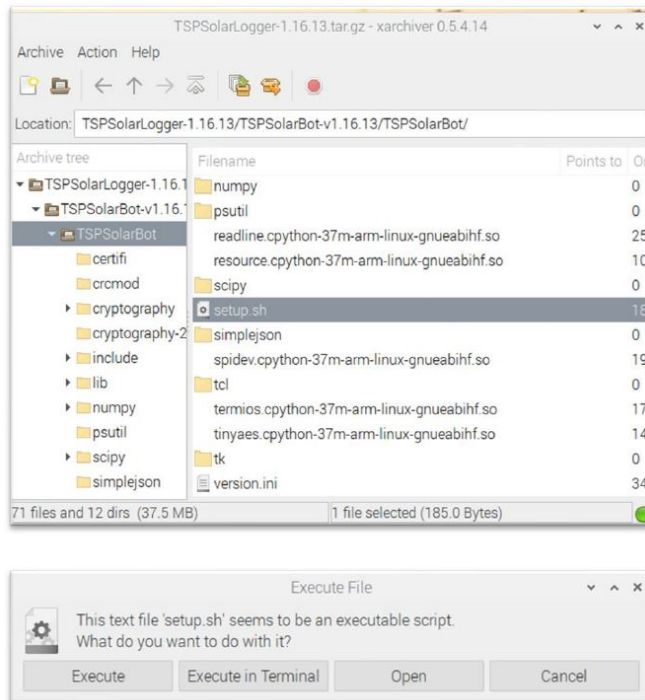 TSPSolarLogger-1.16.13.tar.gz - xarchiver 0.5.4.14
Archive Action Help
Location: TSPSolarLogger-1.16.13/TSPSolarBot-v1.16.13/TSPSolarBot/
Archive tree
TSPSolarLogger-1.16.1
TSPSolarBot-v1.16.1
TSPSolarBot
certifi
crcmod
cryptography
cryptography-2
include
lib
numpy
psutil
scipy
simplejson
Filename Points to O
numpy 0
psutil 0
readline.cpython-37m-arm-linux-gnueabihf.so 25
resource.cpython-37m-arm-linux-gnueabihf.so 10
scipy 0
setup.sh 18
simplejson 0
spidev.cpython-37m-arm-linux-gnueabihf.so 19
tcl 0
termios.cpython-37m-arm-linux-gnueabihf.so 17
tinyaes.cpython-37m-arm-linux-gnueabihf.so 14
tk 0
version.ini 34
71 files and 12 dirs (37.5 MB) 1 file selected (185.0 Bytes)
Execute File
This text file 'setup.sh' seems to be an executable script.
What do you want to do with it?
Execute Execute in Terminal Open Cancel